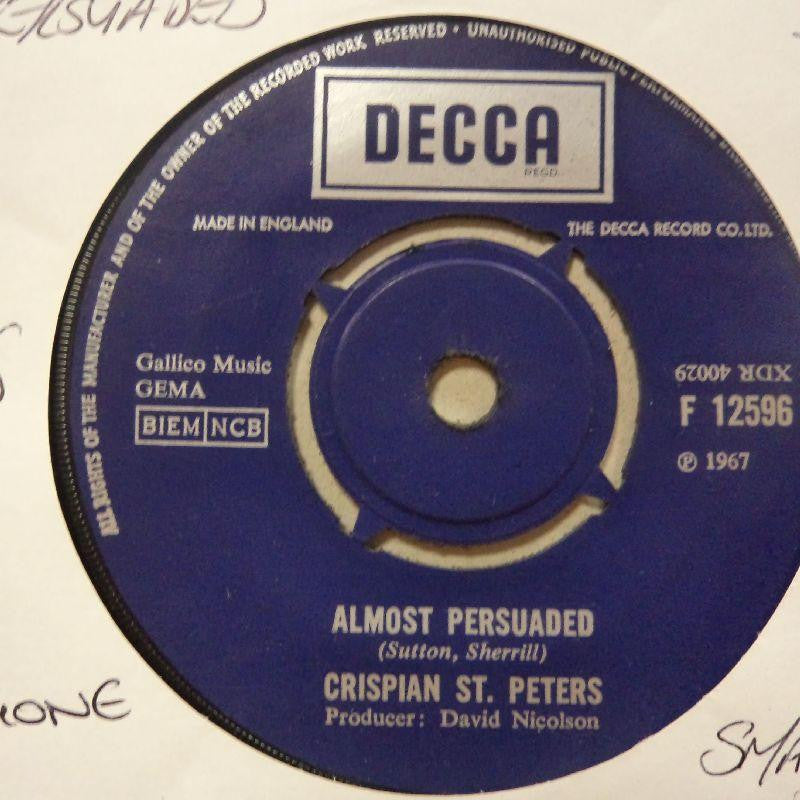 ALL RIGHTS OF THE MANUFACTURER AND OF THE OWNER OF THE RECORDED WORK RESERVED • UNAUTHORISED PUBLIC PERFORMANCE
DECCA
REGD.
MADE IN ENGLAND
THE DECCA RECORD CO.LTD.
Gallico Music
GEMA
BIEM NCB
XDR 40029
F 12596
℗ 1967
ALMOST PERSUADED
(Sutton, Sherrill)
CRISPIAN ST. PETERS
Producer: David Nicolson